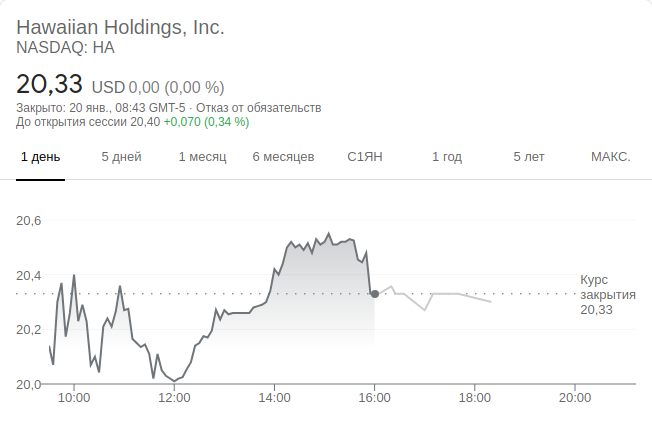 Hawaiian Holdings, Inc.
NASDAQ: HA
20,33 USD 0,00 (0,00 %)
Закрыто: 20 янв., 08:43 GMT-5 · Отказ от обязательств
До открытия сессии 20,40 +0,070 (0,34 %)
1 день 5 дней 1 месяц 6 месяцев С1ЯН 1 год 5 лет МАКС.
20,6
20,4
20,2
20,0
Курс
закрытия
20,33
10:00 12:00 14:00 16:00 18:00 20:00